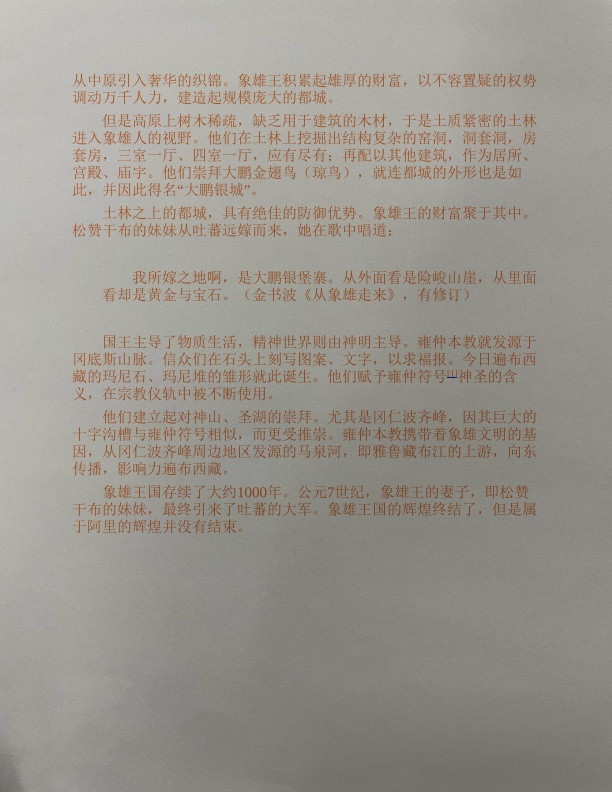 从中原引入奢华的织锦。象雄王积累起雄厚的财富，以不容置疑的权势
调动万千人力，建造起规模庞大的都城。
但是高原上树木稀疏，缺乏用于建筑的木材，于是土质紧密的土林
进入象雄人的视野。他们在土林上挖掘出结构复杂的窑洞，洞套洞，房
套房，三室一厅、四室一厅，应有尽有；再配以其他建筑，作为居所、
宫殿、庙宇。他们崇拜大鹏金翅鸟（琼鸟），就连都城的外形也是如
此，并因此得名“大鹏银城”。
土林之上的都城，具有绝佳的防御优势。象雄王的财富聚于其中。
松赞干布的妹妹从吐蕃远嫁而来，她在歌中唱道：
我所嫁之地啊，是大鹏银堡寨。从外面看是险峻山崖，从里面
看却是黄金与宝石。（金书波《从象雄走来》，有修订）
国王主导了物质生活，精神世界则由神明主导。雍仲本教就发源于
冈底斯山脉。信众们在石头上刻写图案、文字，以求福报。今日遍布西
藏的玛尼石、玛尼堆的雏形就此诞生。他们赋予雍仲符号[1]神圣的含
义，在宗教仪轨中被不断使用。
他们建立起对神山、圣湖的崇拜。尤其是冈仁波齐峰，因其巨大的
十字沟槽与雍仲符号相似，而更受推崇。雍仲本教携带着象雄文明的基
因，从冈仁波齐峰周边地区发源的马泉河，即雅鲁藏布江的上游，向东
传播，影响力遍布西藏。
象雄王国存续了大约1000年。公元7世纪，象雄王的妻子，即松赞
干布的妹妹，最终引来了吐蕃的大军。象雄王国的辉煌终结了，但是属
于阿里的辉煌并没有结束。